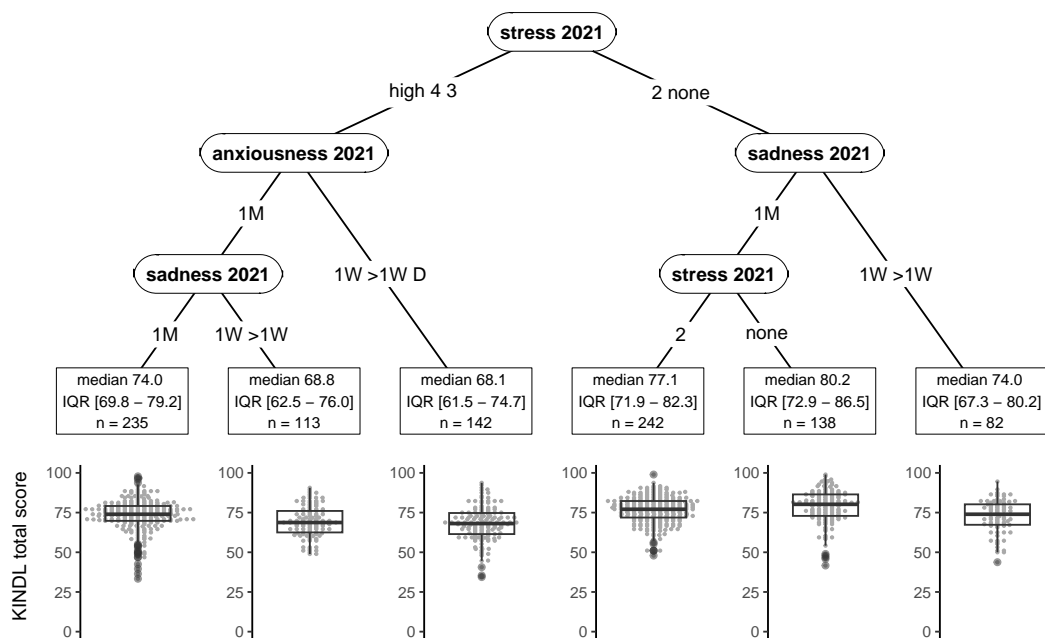 stress 2021
high 4 3
2 none
anxiousness 2021
sadness 2021
1M
1M
sadness 2021
1W >1W D
stress 2021
1W >1W
1M
1W >1W
2
none
median 74.0
IQR [69.8 – 79.2]
n = 235
median 68.8
IQR [62.5 – 76.0]
n = 113
median 68.1
IQR [61.5 – 74.7]
n = 142
median 77.1
IQR [71.9 – 82.3]
n = 242
median 80.2
IQR [72.9 – 86.5]
n = 138
median 74.0
IQR [67.3 – 80.2]
n = 82
KINDL total score
100
75
50
25
0
100
75
50
25
0
100
75
50
25
0
100
75
50
25
0
100
75
50
25
0
100
75
50
25
0